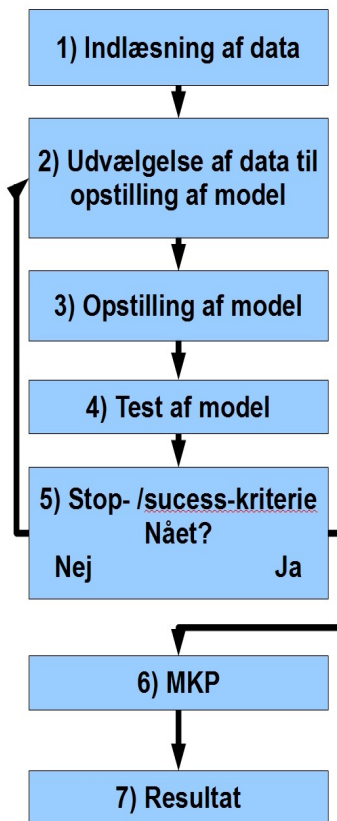 1) Indlæsning af data
2) Udvælgelse af data til
opstilling af model
3) Opstilling af model
4) Test af model
5) Stop- /sucess-kriterie
Nået?
Nej Ja
6) MKP
7) Resultat